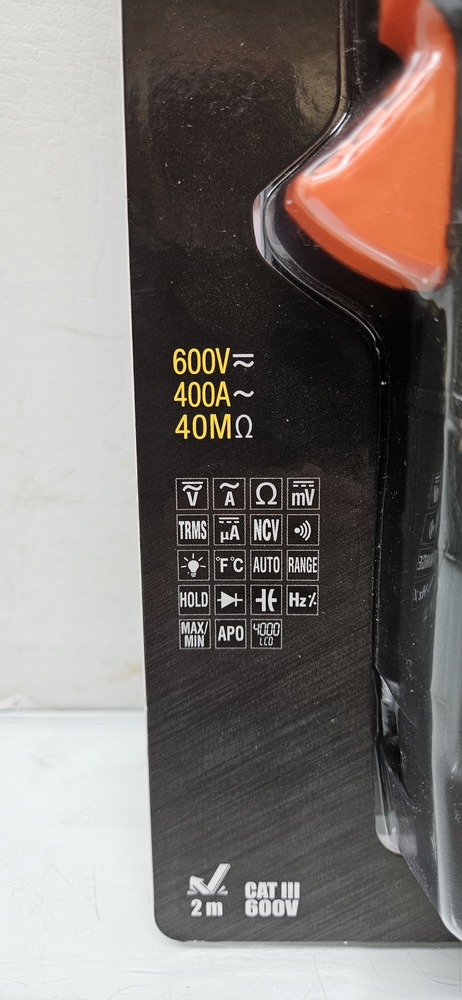 600V⎓~
400A~
40MΩ
V A Ω mV
TRMS µA NCV
°F°C AUTO RANGE
HOLD Hz%
MAX/ MIN APO 4000 LCD
2 m CAT III 600V